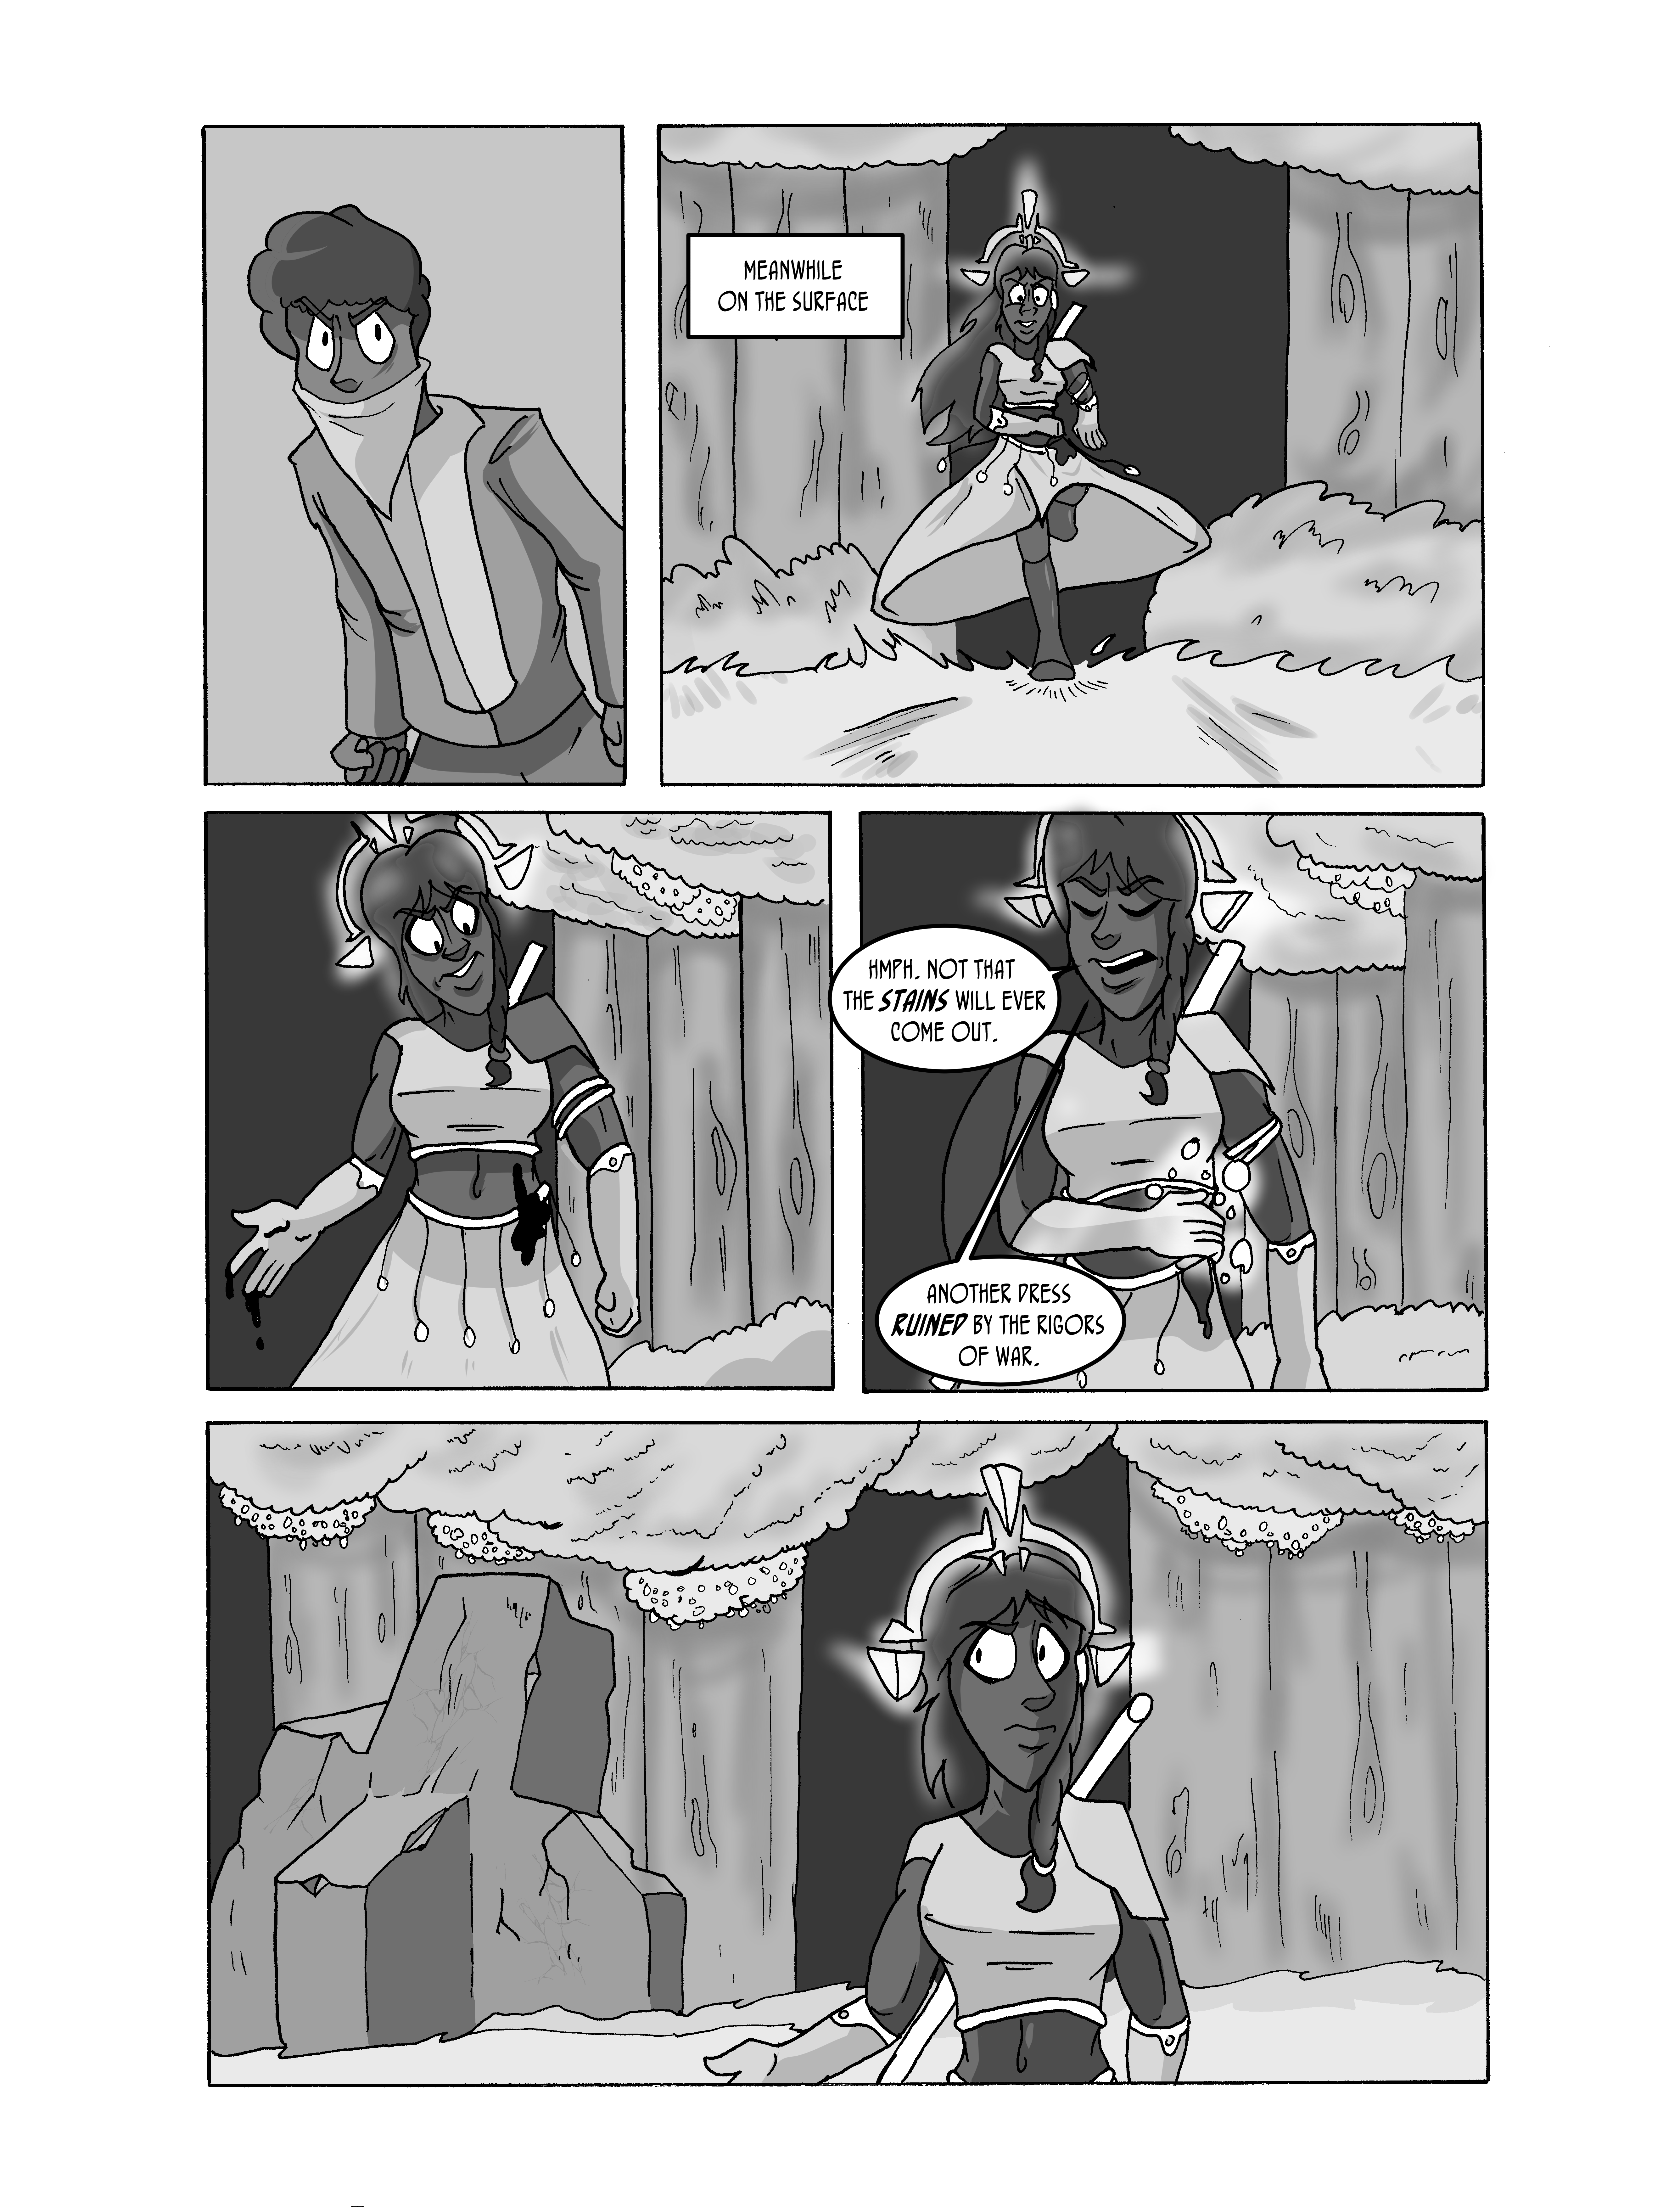 MEANWHILE
ON THE SURFACE
HMPH. NOT THAT
THE STAINS WILL EVER
COME OUT.
ANOTHER DRESS
RUINED BY THE RIGORS
OF WAR.